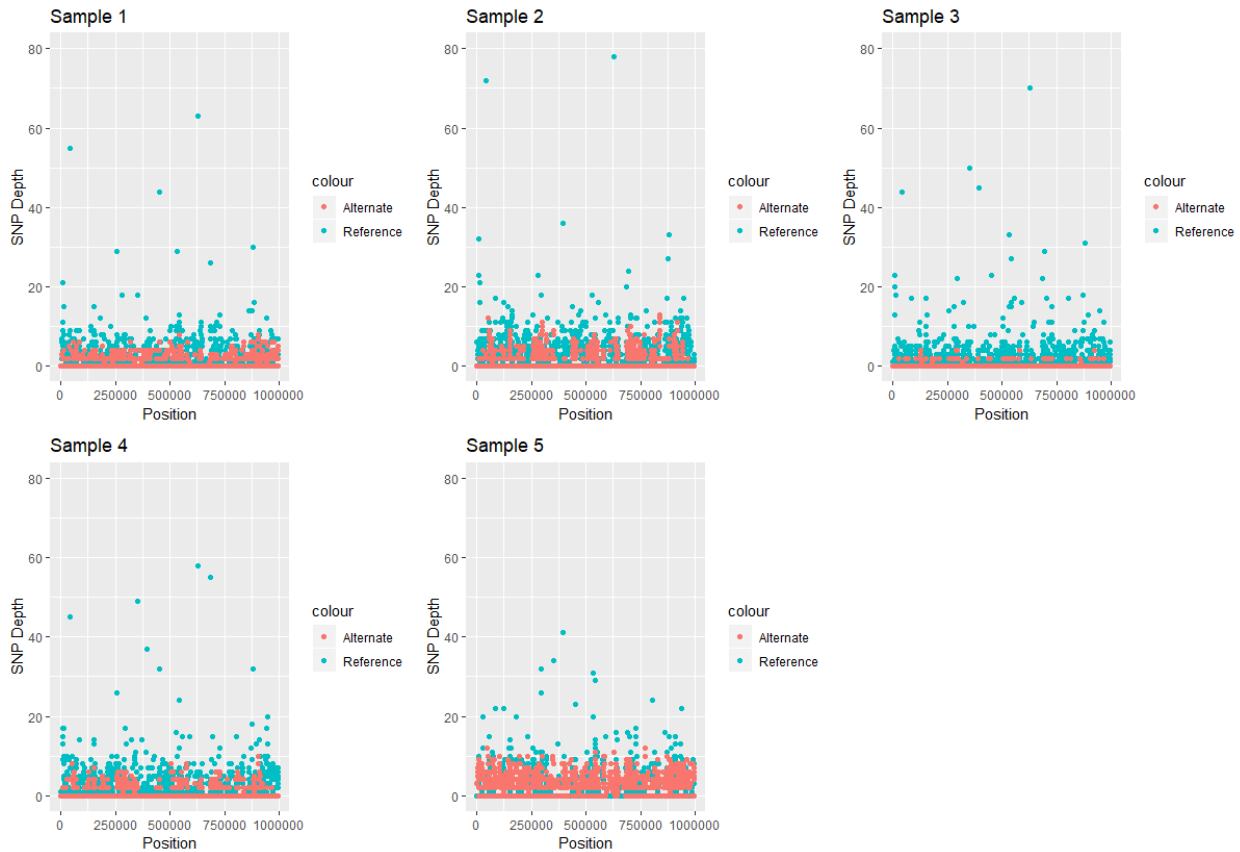 Sample 1
80
60
40
20
0
SNP Depth
0 250000 500000 750000 1000000
Position
colour
Alternate
Reference
Sample 2
80
60
40
20
0
SNP Depth
0 250000 500000 750000 1000000
Position
colour
Alternate
Reference
Sample 3
80
60
40
20
0
SNP Depth
0 250000 500000 750000 1000000
Position
colour
Alternate
Reference
Sample 4
80
60
40
20
0
SNP Depth
0 250000 500000 750000 1000000
Position
colour
Alternate
Reference
Sample 5
80
60
40
20
0
SNP Depth
0 250000 500000 750000 1000000
Position
colour
Alternate
Reference